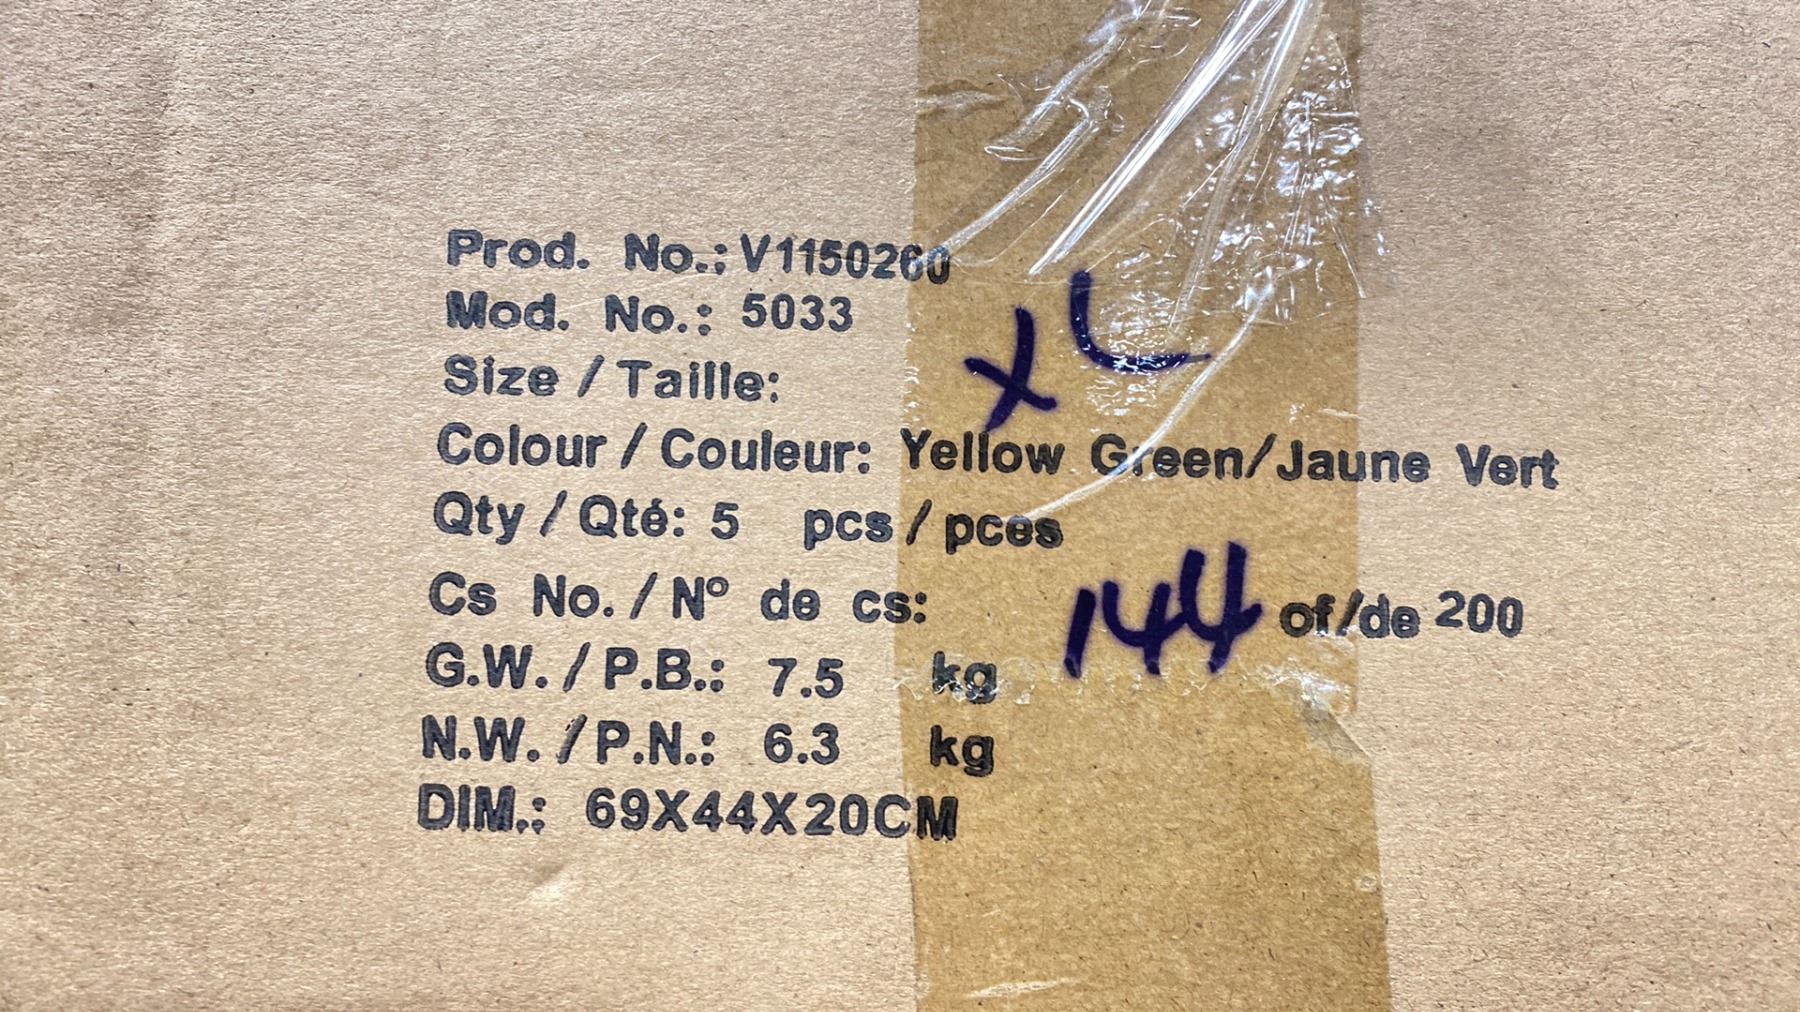 Prod. No.: V1150260
Mod. No.: 5033
Size / Taille: XL
Colour / Couleur: Yellow Green/Jaune Vert
Qty / Qté: 5 pcs / pces
Cs No. / N° de cs: 144 of/de 200
G.W. / P.B.: 7.5 kg
N.W. / P.N.: 6.3 kg
DIM.: 69X44X20CM